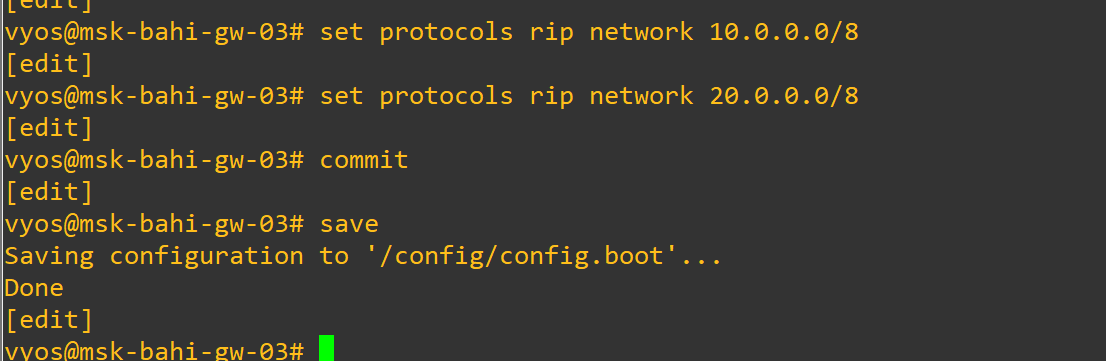 [edit]
vyos@msk-bahi-gw-03# set protocols rip network 10.0.0.0/8
[edit]
vyos@msk-bahi-gw-03# set protocols rip network 20.0.0.0/8
[edit]
vyos@msk-bahi-gw-03# commit
[edit]
vyos@msk-bahi-gw-03# save
Saving configuration to '/config/config.boot'...
Done
[edit]
vyos@msk-bahi-gw-03#